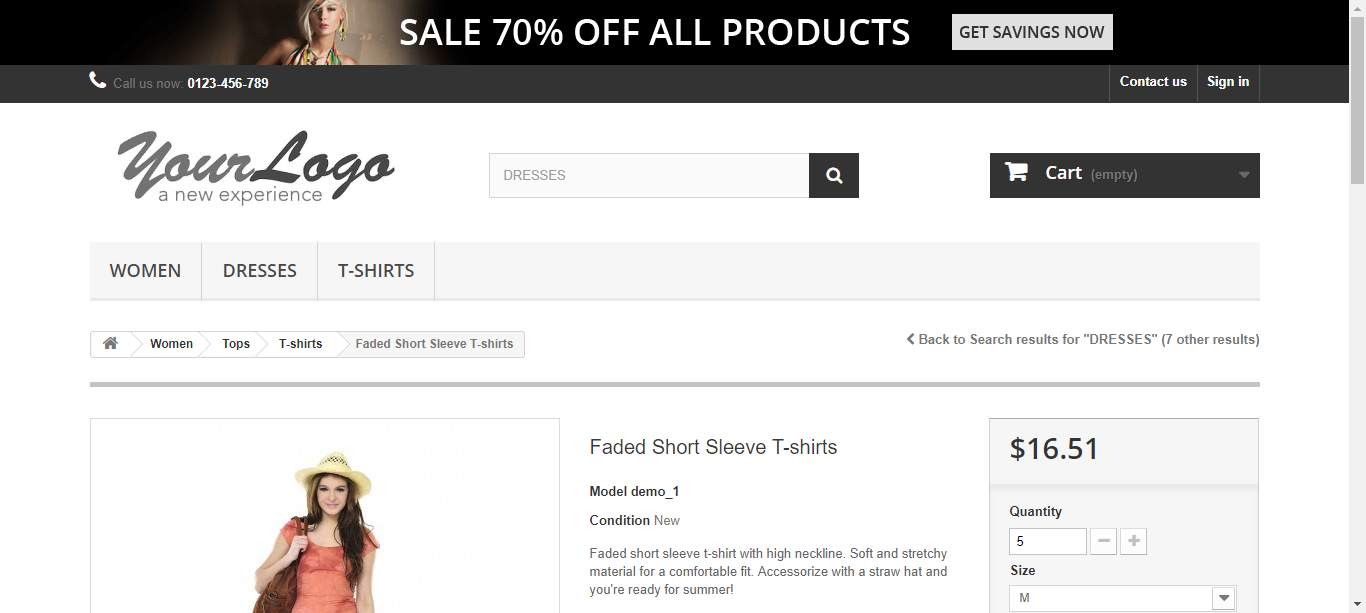 SALE 70% OFF ALL PRODUCTS GET SAVINGS NOW
Call us now: 0123-456-789 Contact us Sign in
YourLogo
a new experience
DRESSES
Cart (empty)
WOMEN DRESSES T-SHIRTS
Women Tops T-shirts Faded Short Sleeve T-shirts
Back to Search results for "DRESSES" (7 other results)
Faded Short Sleeve T-shirts
Model demo_1
Condition New
Faded short sleeve t-shirt with high neckline. Soft and stretchy
material for a comfortable fit. Accessorize with a straw hat and
you're ready for summer!
$16.51
Quantity
5
Size
M